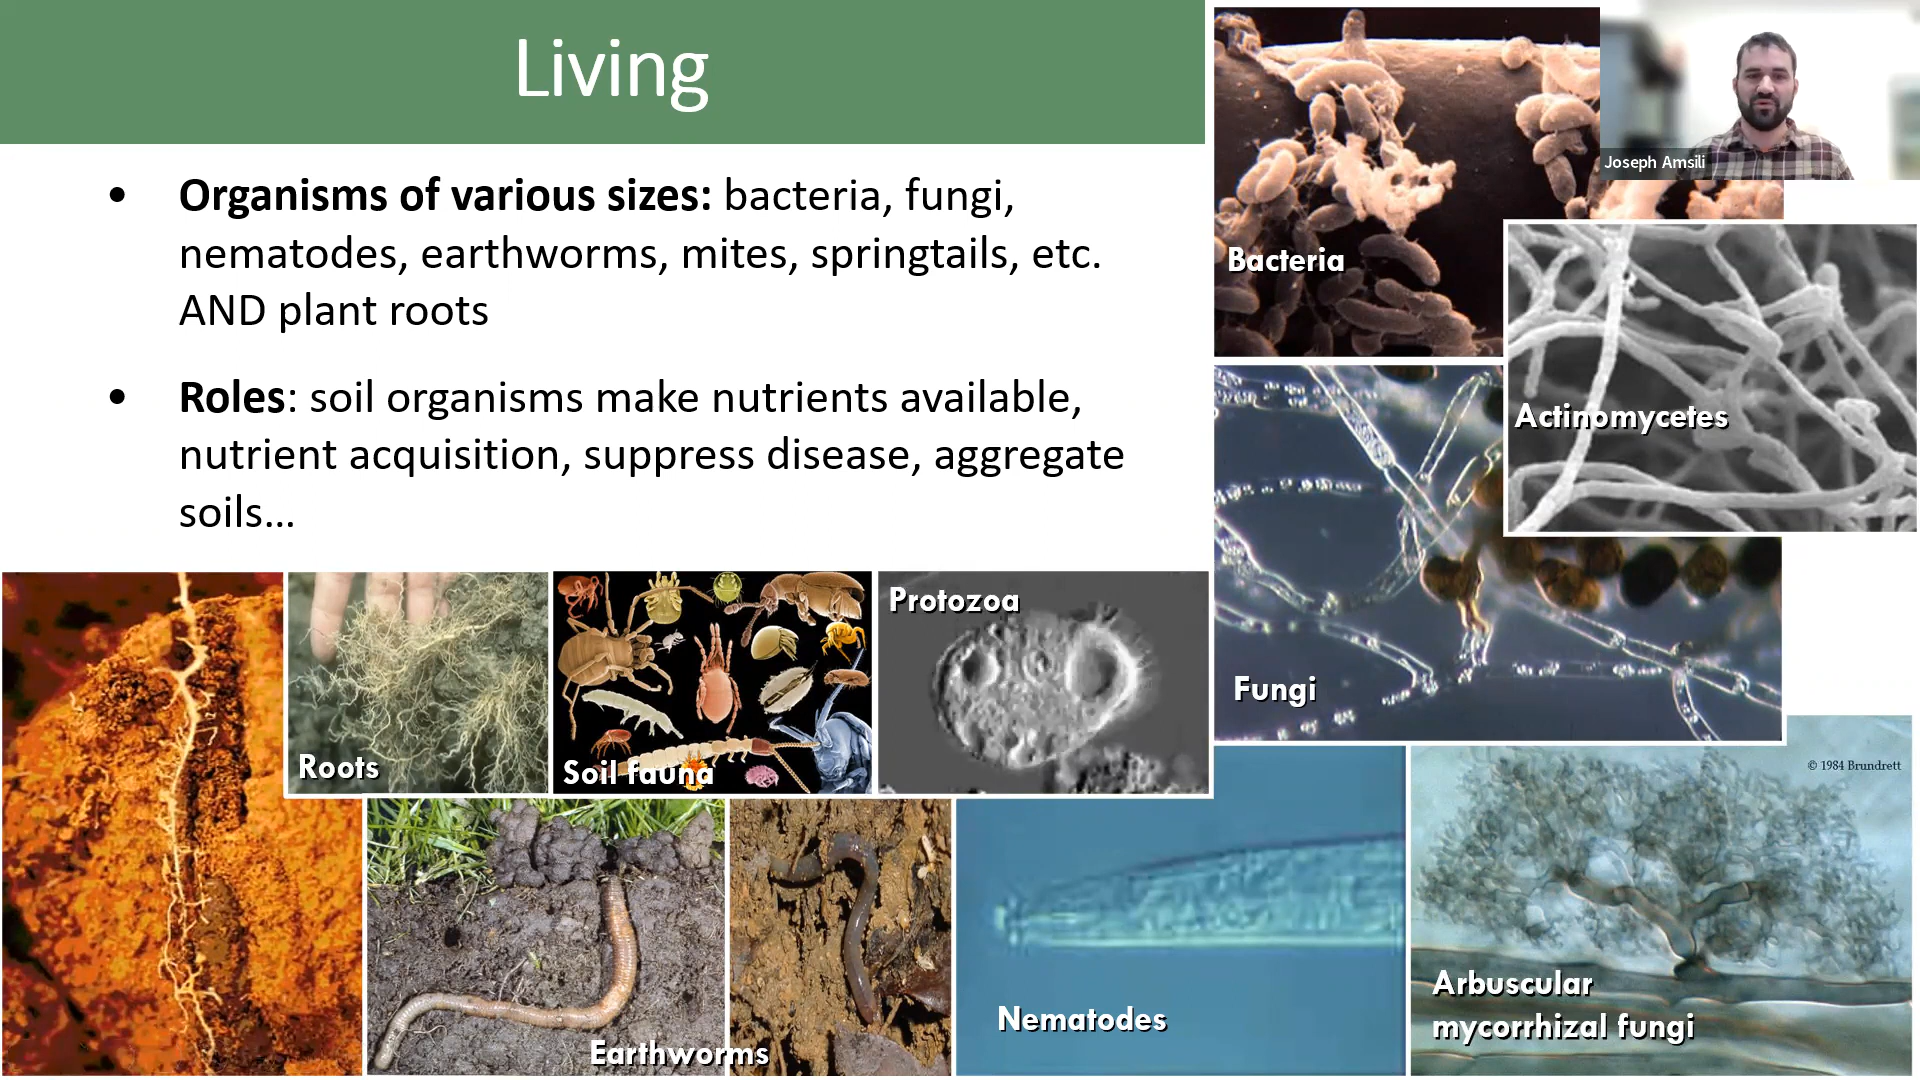 Living
• Organisms of various sizes: bacteria, fungi,
nematodes, earthworms, mites, springtails, etc.
AND plant roots
• Roles: soil organisms make nutrients available,
nutrient acquisition, suppress disease, aggregate
soils...
Joseph Amsili
Bacteria
Actinomycetes
Fungi
Protozoa
Roots
Soil fauna
© 1984 Brundrett
Arbuscular
mycorrhizal fungi
Nematodes
Earthworms